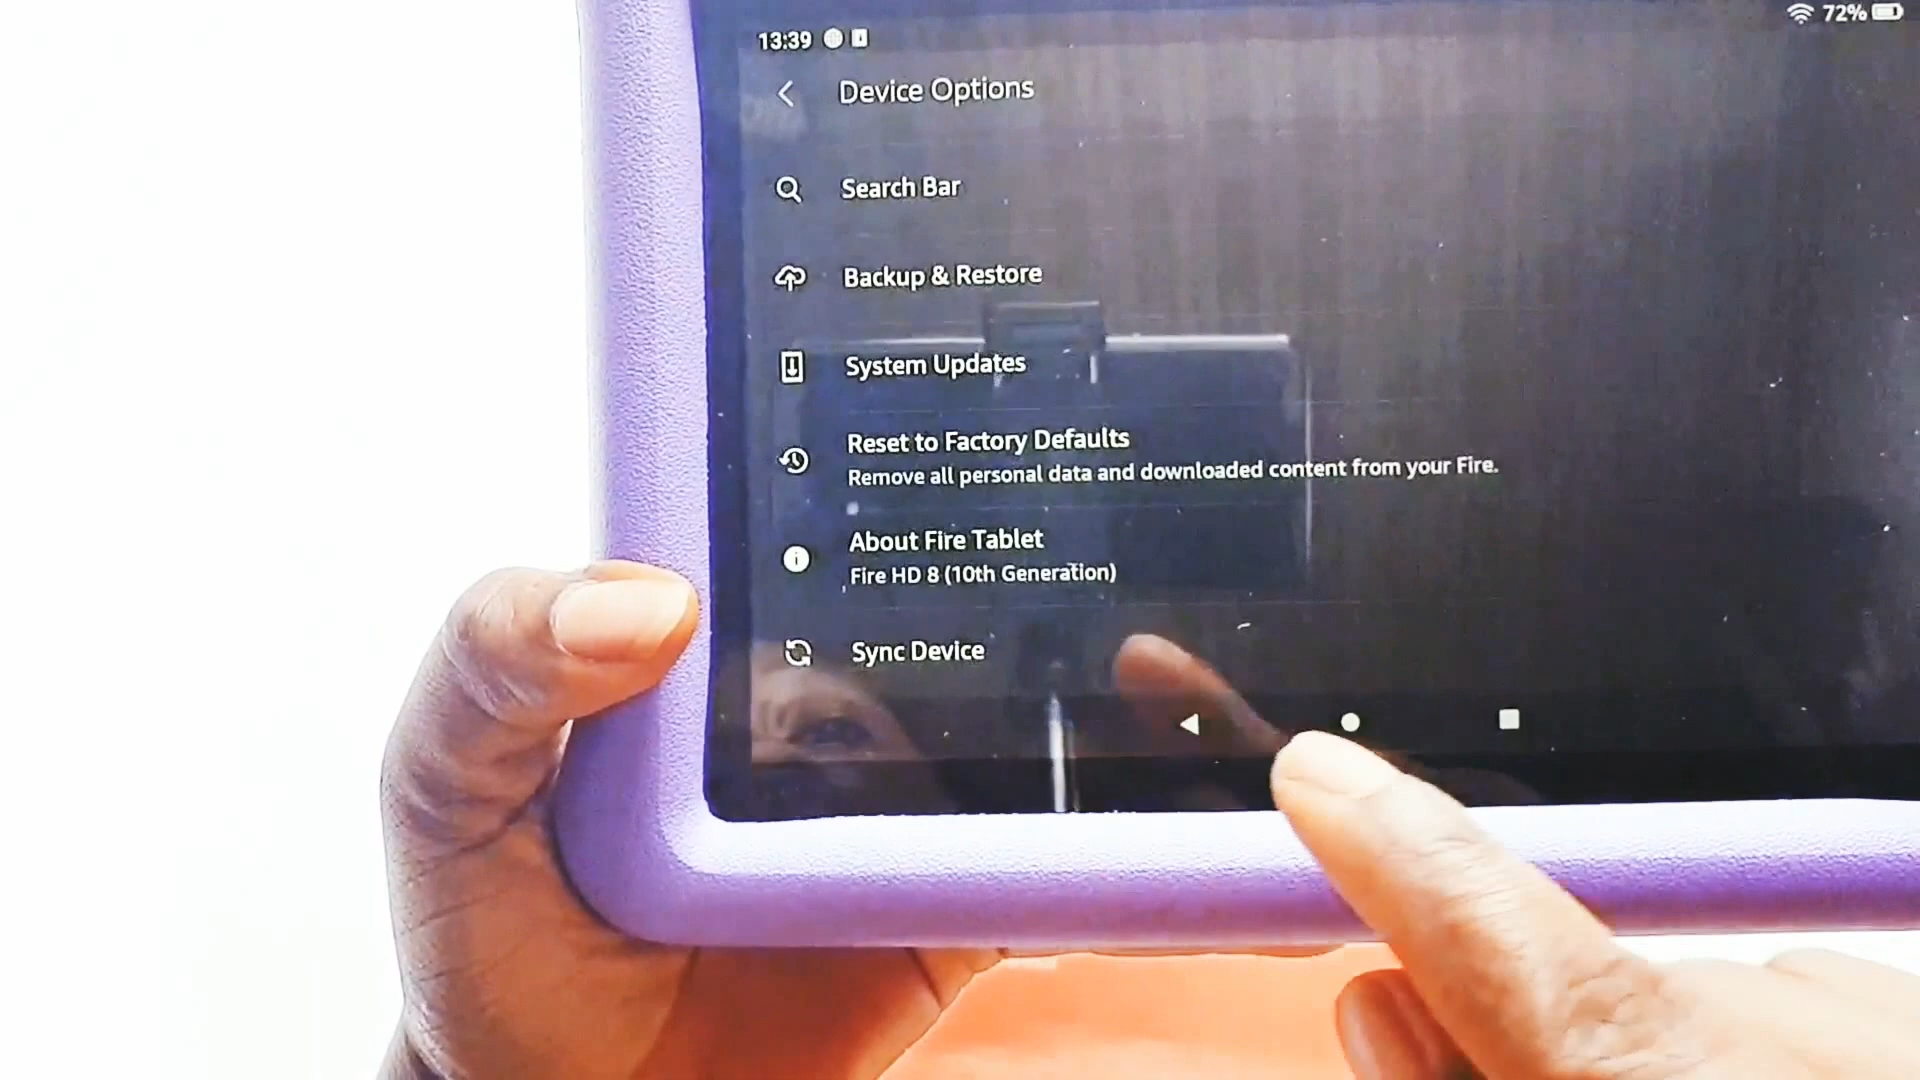 13:39
72%
Device Options
Search Bar
Backup & Restore
System Updates
Reset to Factory Defaults
Remove all personal data and downloaded content from your Fire.
About Fire Tablet
Fire HD 8 (10th Generation)
Sync Device